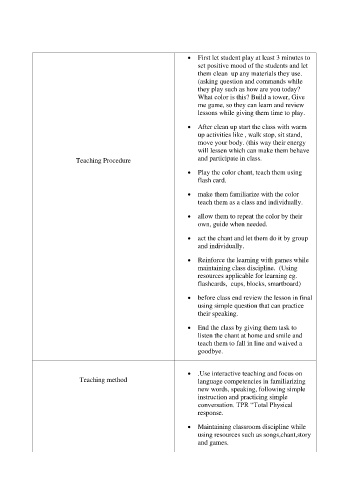 Teaching Procedure
• First let student play at least 3 minutes to
set positive mood of the students and let
them clean up any materials they use.
(asking question and commands while
they play such as how are you today?
What color is this? Build a tower, Give
me game, so they can learn and review
lessons while giving them time to play.
• After clean up start the class with warm
up activities like , walk stop, sit stand,
move your body. (this way their energy
will lessen which can make them behave
and participate in class.
• Play the color chant, teach them using
flash card.
• make them familiarize with the color
teach them as a class and individually.
• allow them to repeat the color by their
own, guide when needed.
• act the chant and let them do it by group
and individually.
• Reinforce the learning with games while
maintaining class discipline. (Using
resources applicable for learning eg.
flashcards, cups, blocks, smartboard)
• before class end review the lesson in final
using simple question that can practice
their speaking.
• End the class by giving them task to
listen the chant at home and smile and
teach them to fall in line and waived a
goodbye.
Teaching method
• .Use interactive teaching and focus on
language competencies in familiarizing
new words, speaking, following simple
instruction and practicing simple
conversation. TPR “Total Physical
response.
• Maintaining classroom discipline while
using resources such as songs,chant,story
and games.